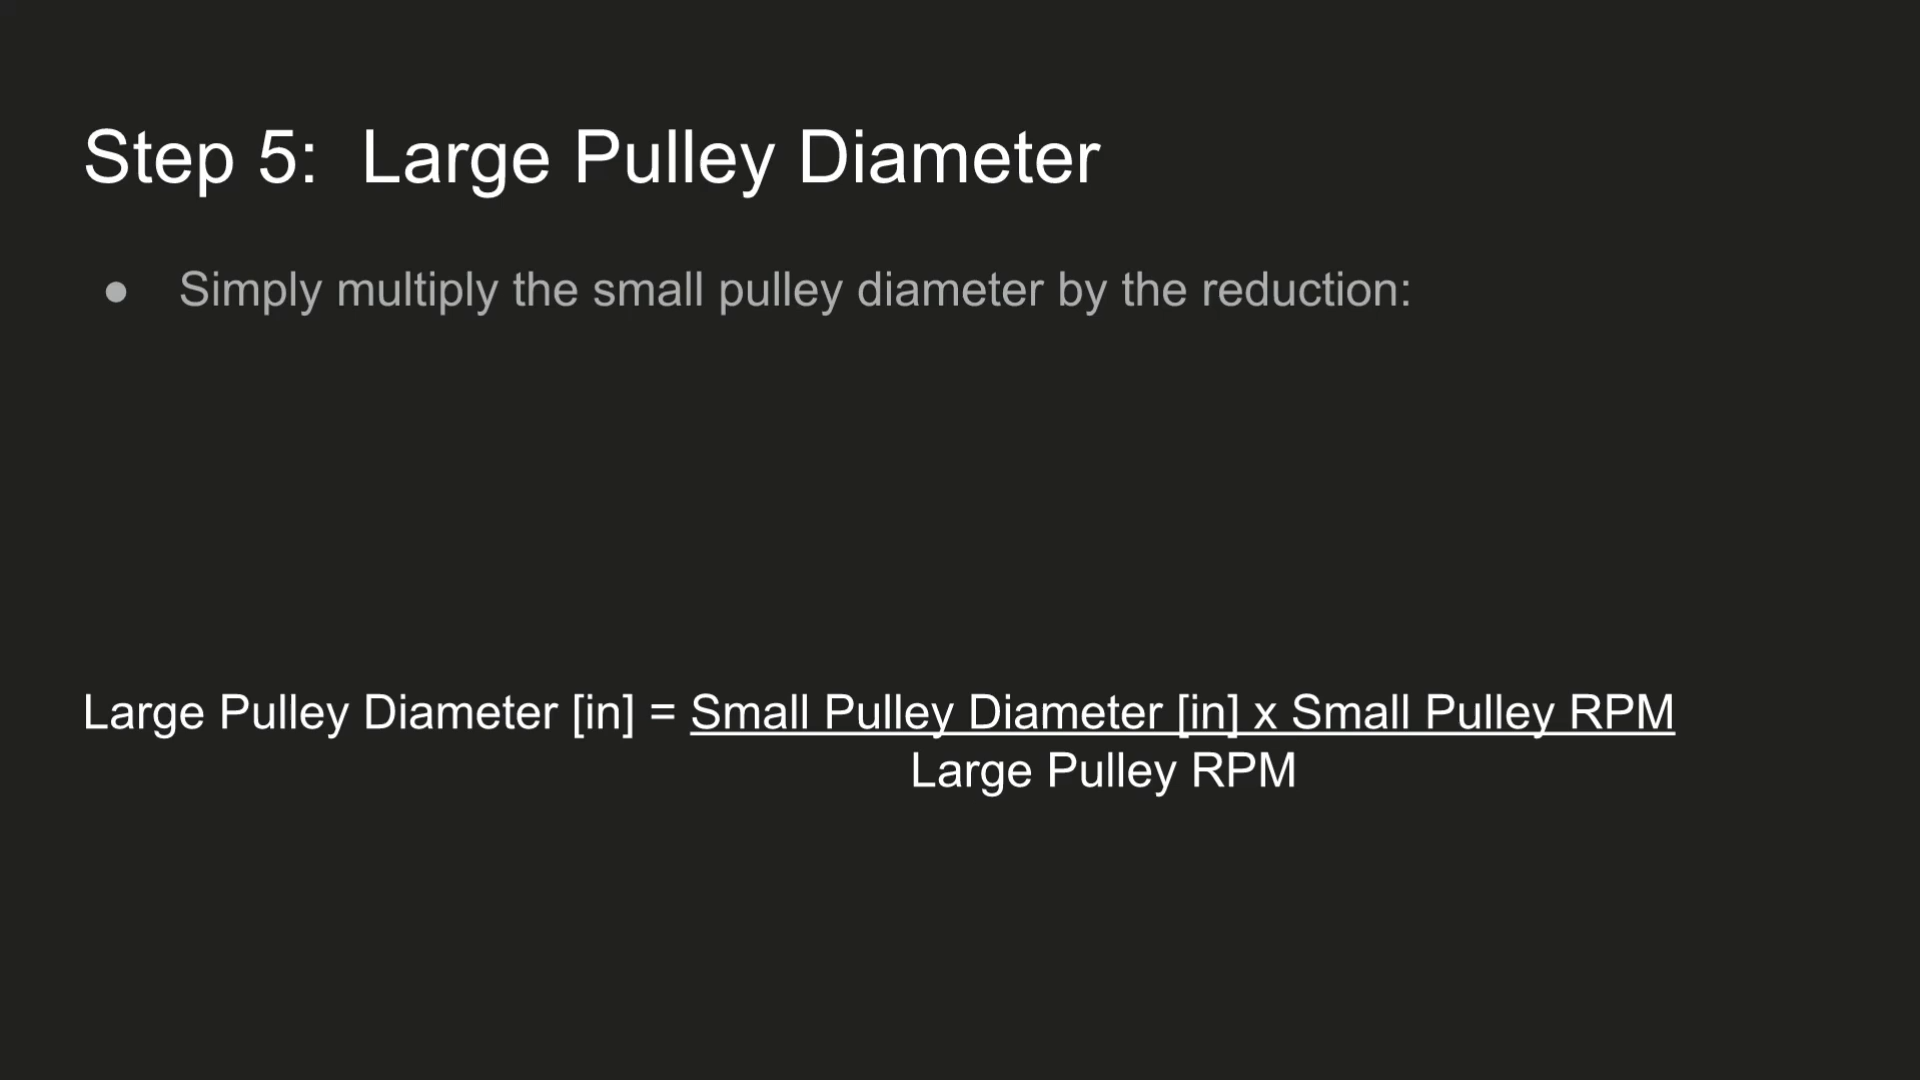 Step 5:  Large Pulley Diameter
● Simply multiply the small pulley diameter by the reduction:
Large Pulley Diameter [in] = Small Pulley Diameter [in] x Small Pulley RPM
Large Pulley RPM